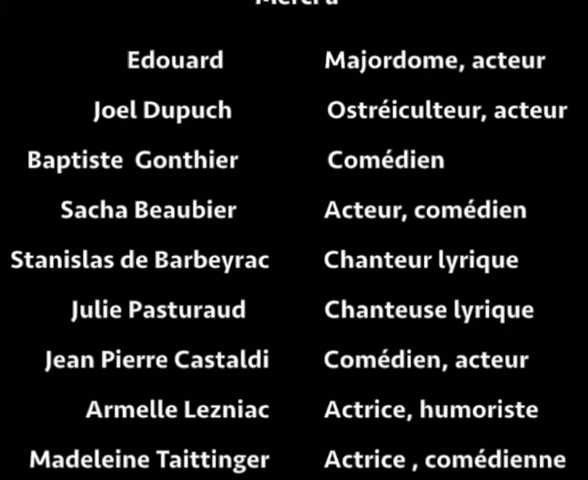 Merci à
Edouard Majordome, acteur
Joel Dupuch Ostréiculteur, acteur
Baptiste Gonthier Comédien
Sacha Beaubier Acteur, comédien
Stanislas de Barbeyrac Chanteur lyrique
Julie Pasturaud Chanteuse lyrique
Jean Pierre Castaldi Comédien, acteur
Armelle Lezniac Actrice, humoriste
Madeleine Taittinger Actrice , comédienne